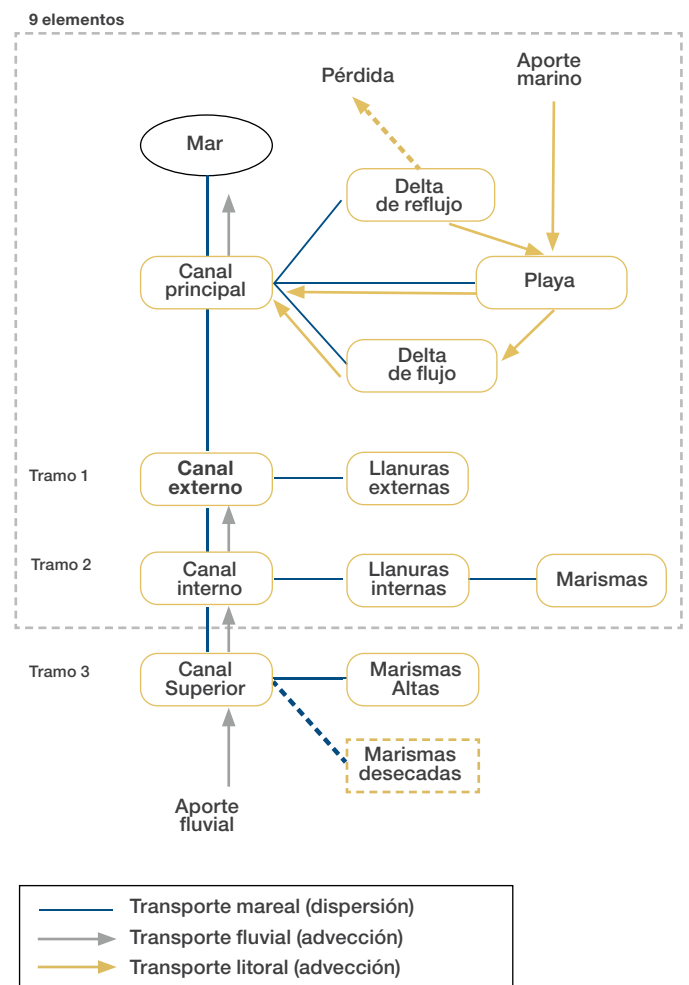 9 elementos
Aporte
marino
Pérdida
Mar
Delta
de reflujo
Canal
principal
Playa
Delta
de flujo
Tramo 1
Canal
externo
Llanuras
externas
Tramo 2
Canal
interno
Llanuras
internas
Marismas
Tramo 3
Canal
Superior
Marismas
Altas
Marismas
desecadas
Aporte
fluvial
Transporte mareal (dispersión)
Transporte fluvial (advección)
Transporte litoral (advección)